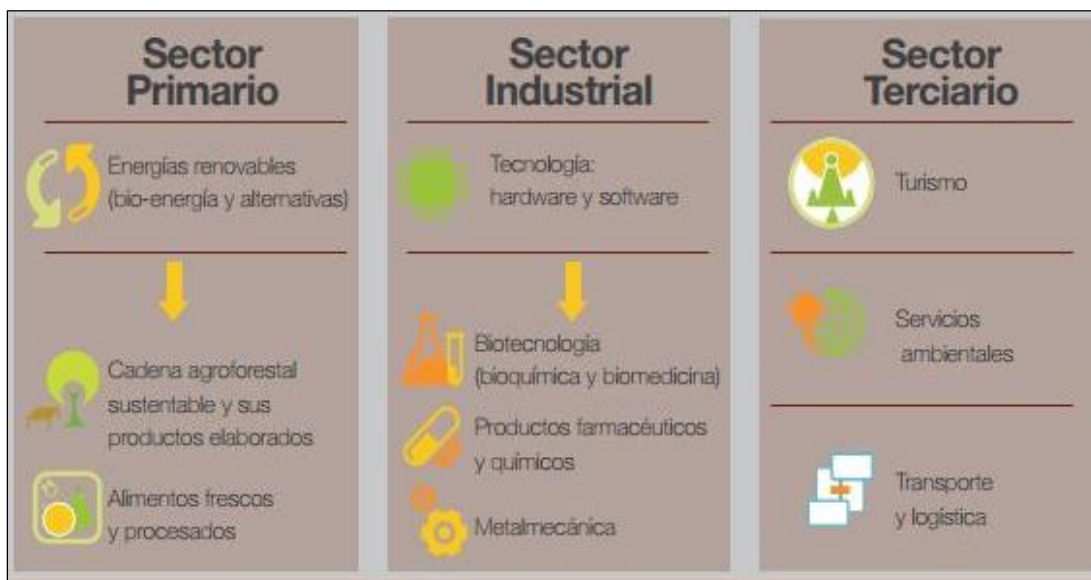 Sector
Primario
Energías renovables
(bio-energía y alternativas)
Cadena agroforestal
sustentable y sus
productos elaborados
Alimentos frescos
y procesados
Sector
Industrial
Tecnología:
hardware y software
Biotecnología
(bioquímica y biomedicina)
Productos farmacéuticos
y químicos
Metalmecánica
Sector
Terciario
Turismo
Servicios
ambientales
Transporte
y logística